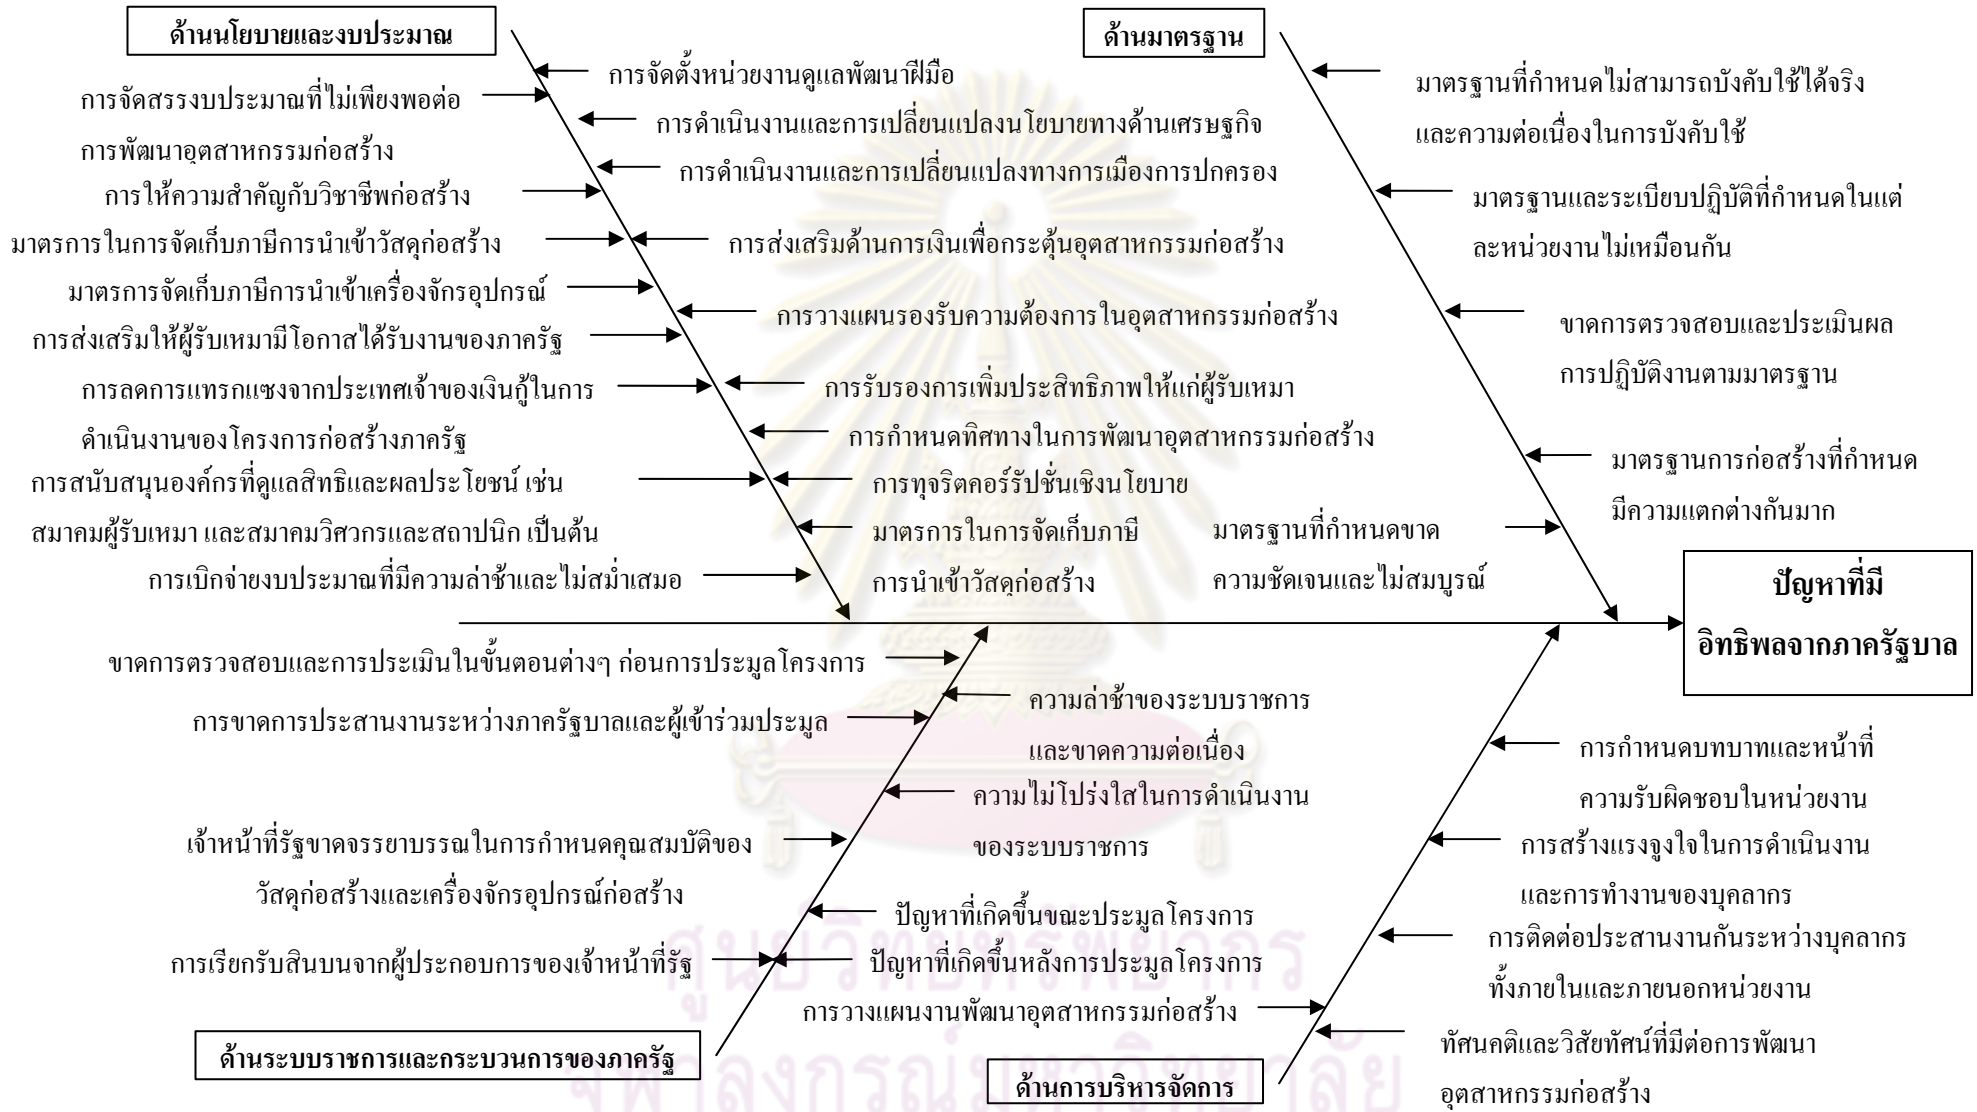 ด้านนโยบายและงบประมาณ
การจัดสรรงบประมาณที่ไม่เพียงพอต่อ
การพัฒนาอุตสาหกรรมก่อสร้าง
การให้ความสำคัญกับวิชาชีพก่อสร้าง
มาตรการในการจัดเก็บภาษีการนำเข้าวัสดุก่อสร้าง
มาตรการจัดเก็บภาษีการนำเข้าเครื่องจักรอุปกรณ์
การส่งเสริมให้ผู้รับเหมามีโอกาสได้รับงานของภาครัฐ
การลดการแทรกแซงจากประเทศเจ้าของเงินกู้ในการ
ดำเนินงานของโครงการก่อสร้างภาครัฐ
การสนับสนุนองค์กรที่ดูแลสิทธิและผลประโยชน์ เช่น
สมาคมผู้รับเหมา และสมาคมวิศวกรและสถาปนิก เป็นต้น
การเบิกจ่ายงบประมาณที่มีความล่าช้าและไม่สม่ำเสมอ
การจัดตั้งหน่วยงานดูแลพัฒนาฝีมือ
การดำเนินงานและการเปลี่ยนแปลงนโยบายทางด้านเศรษฐกิจ
การดำเนินงานและการเปลี่ยนแปลงทางการเมืองการปกครอง
การส่งเสริมด้านการเงินเพื่อกระตุ้นอุตสาหกรรมก่อสร้าง
การวางแผนรองรับความต้องการในอุตสาหกรรมก่อสร้าง
การรับรองการเพิ่มประสิทธิภาพให้แก่ผู้รับเหมา
การกำหนดทิศทางในการพัฒนาอุตสาหกรรมก่อสร้าง
การทุจริตคอร์รัปชั่นเชิงนโยบาย
มาตรการในการจัดเก็บภาษี
การนำเข้าวัสดุก่อสร้าง
ด้านมาตรฐาน
มาตรฐานที่กำหนดไม่สามารถบังคับใช้ได้จริง
และความต่อเนื่องในการบังคับใช้
มาตรฐานและระเบียบปฏิบัติที่กำหนดในแต่
ละหน่วยงานไม่เหมือนกัน
ขาดการตรวจสอบและประเมินผล
การปฏิบัติงานตามมาตรฐาน
มาตรฐานการก่อสร้างที่กำหนด
มีความแตกต่างกันมาก
มาตรฐานที่กำหนดขาด
ความชัดเจนและไม่สมบูรณ์
ปัญหาที่มี
อิทธิพลจากภาครัฐบาล
ขาดการตรวจสอบและการประเมินในขั้นตอนต่างๆ ก่อนการประมูลโครงการ
การขาดการประสานงานระหว่างภาครัฐบาลและผู้เข้าร่วมประมูล
เจ้าหน้าที่รัฐขาดจรรยาบรรณในการกำหนดคุณสมบัติของ
วัสดุก่อสร้างและเครื่องจักรอุปกรณ์ก่อสร้าง
การเรียกรับสินบนจากผู้ประกอบการของเจ้าหน้าที่รัฐ
ความล่าช้าของระบบราชการ
และขาดความต่อเนื่อง
ความไม่โปร่งใสในการดำเนินงาน
ของระบบราชการ
ปัญหาที่เกิดขึ้นขณะประมูลโครงการ
ปัญหาที่เกิดขึ้นหลังการประมูลโครงการ
ด้านระบบราชการและกระบวนการของภาครัฐ
การกำหนดบทบาทและหน้าที่
ความรับผิดชอบในหน่วยงาน
การสร้างแรงจูงใจในการดำเนินงาน
และการทำงานของบุคลากร
การติดต่อประสานงานกันระหว่างบุคลากร
ทั้งภายในและภายนอกหน่วยงาน
การวางแผนงานพัฒนาอุตสาหกรรมก่อสร้าง
ทัศนคติและวิสัยทัศน์ที่มีต่อการพัฒนา
อุตสาหกรรมก่อสร้าง
ด้านการบริหารจัดการ
ศูนย์วิทยทรัพยากร
จุฬาลงกรณ์มหาวิทยาลัย